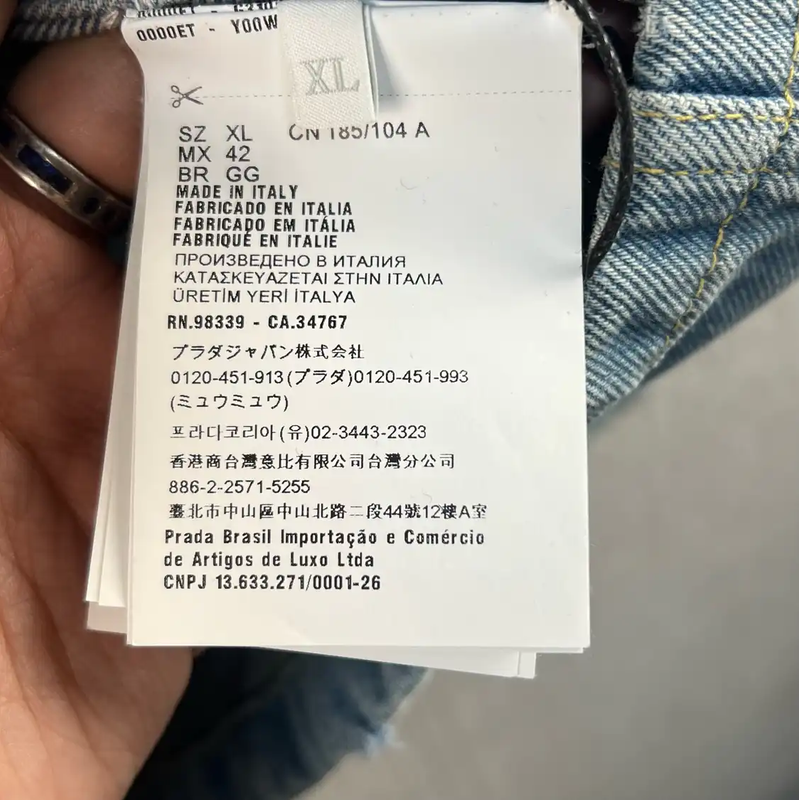 0000ET - Y00W
XL
SZ XL CN 185/104 A
MX 42
BR GG
MADE IN ITALY
FABRICADO EN ITALIA
FABRICADO EM ITÁLIA
FABRIQUÉ EN ITALIE
ПРОИЗВЕДЕНО В ИТАЛИЯ
ΚΑΤΑΣΚΕΥΑΖΕΤΑΙ ΣΤΗΝ ΙΤΑΛΙΑ
ÜRETİM YERİ İTALYA
RN.98339 - CA.34767
プラダジャパン株式会社
0120-451-913(プラダ)0120-451-993
(ミュウミュウ)
프라다코리아(유)02-3443-2323
香港商台灣意比有限公司台灣分公司
886-2-2571-5255
臺北市中山區中山北路二段44號12樓A室
Prada Brasil Importação e Comércio
de Artigos de Luxo Ltda
CNPJ 13.633.271/0001-26